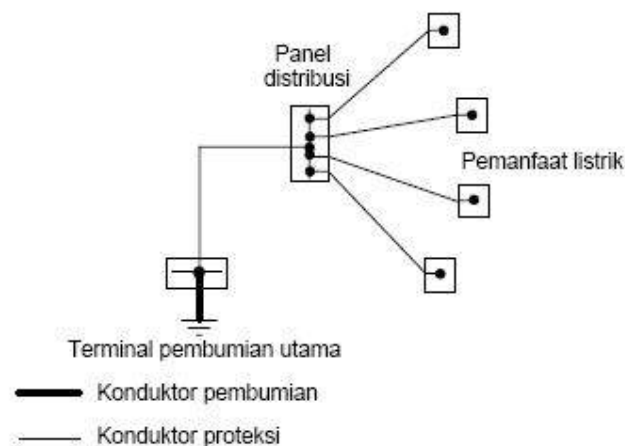 Panel
distribusi
Pemanfaat listrik
Terminal pembumian utama
Konduktor pembumian
Konduktor proteksi